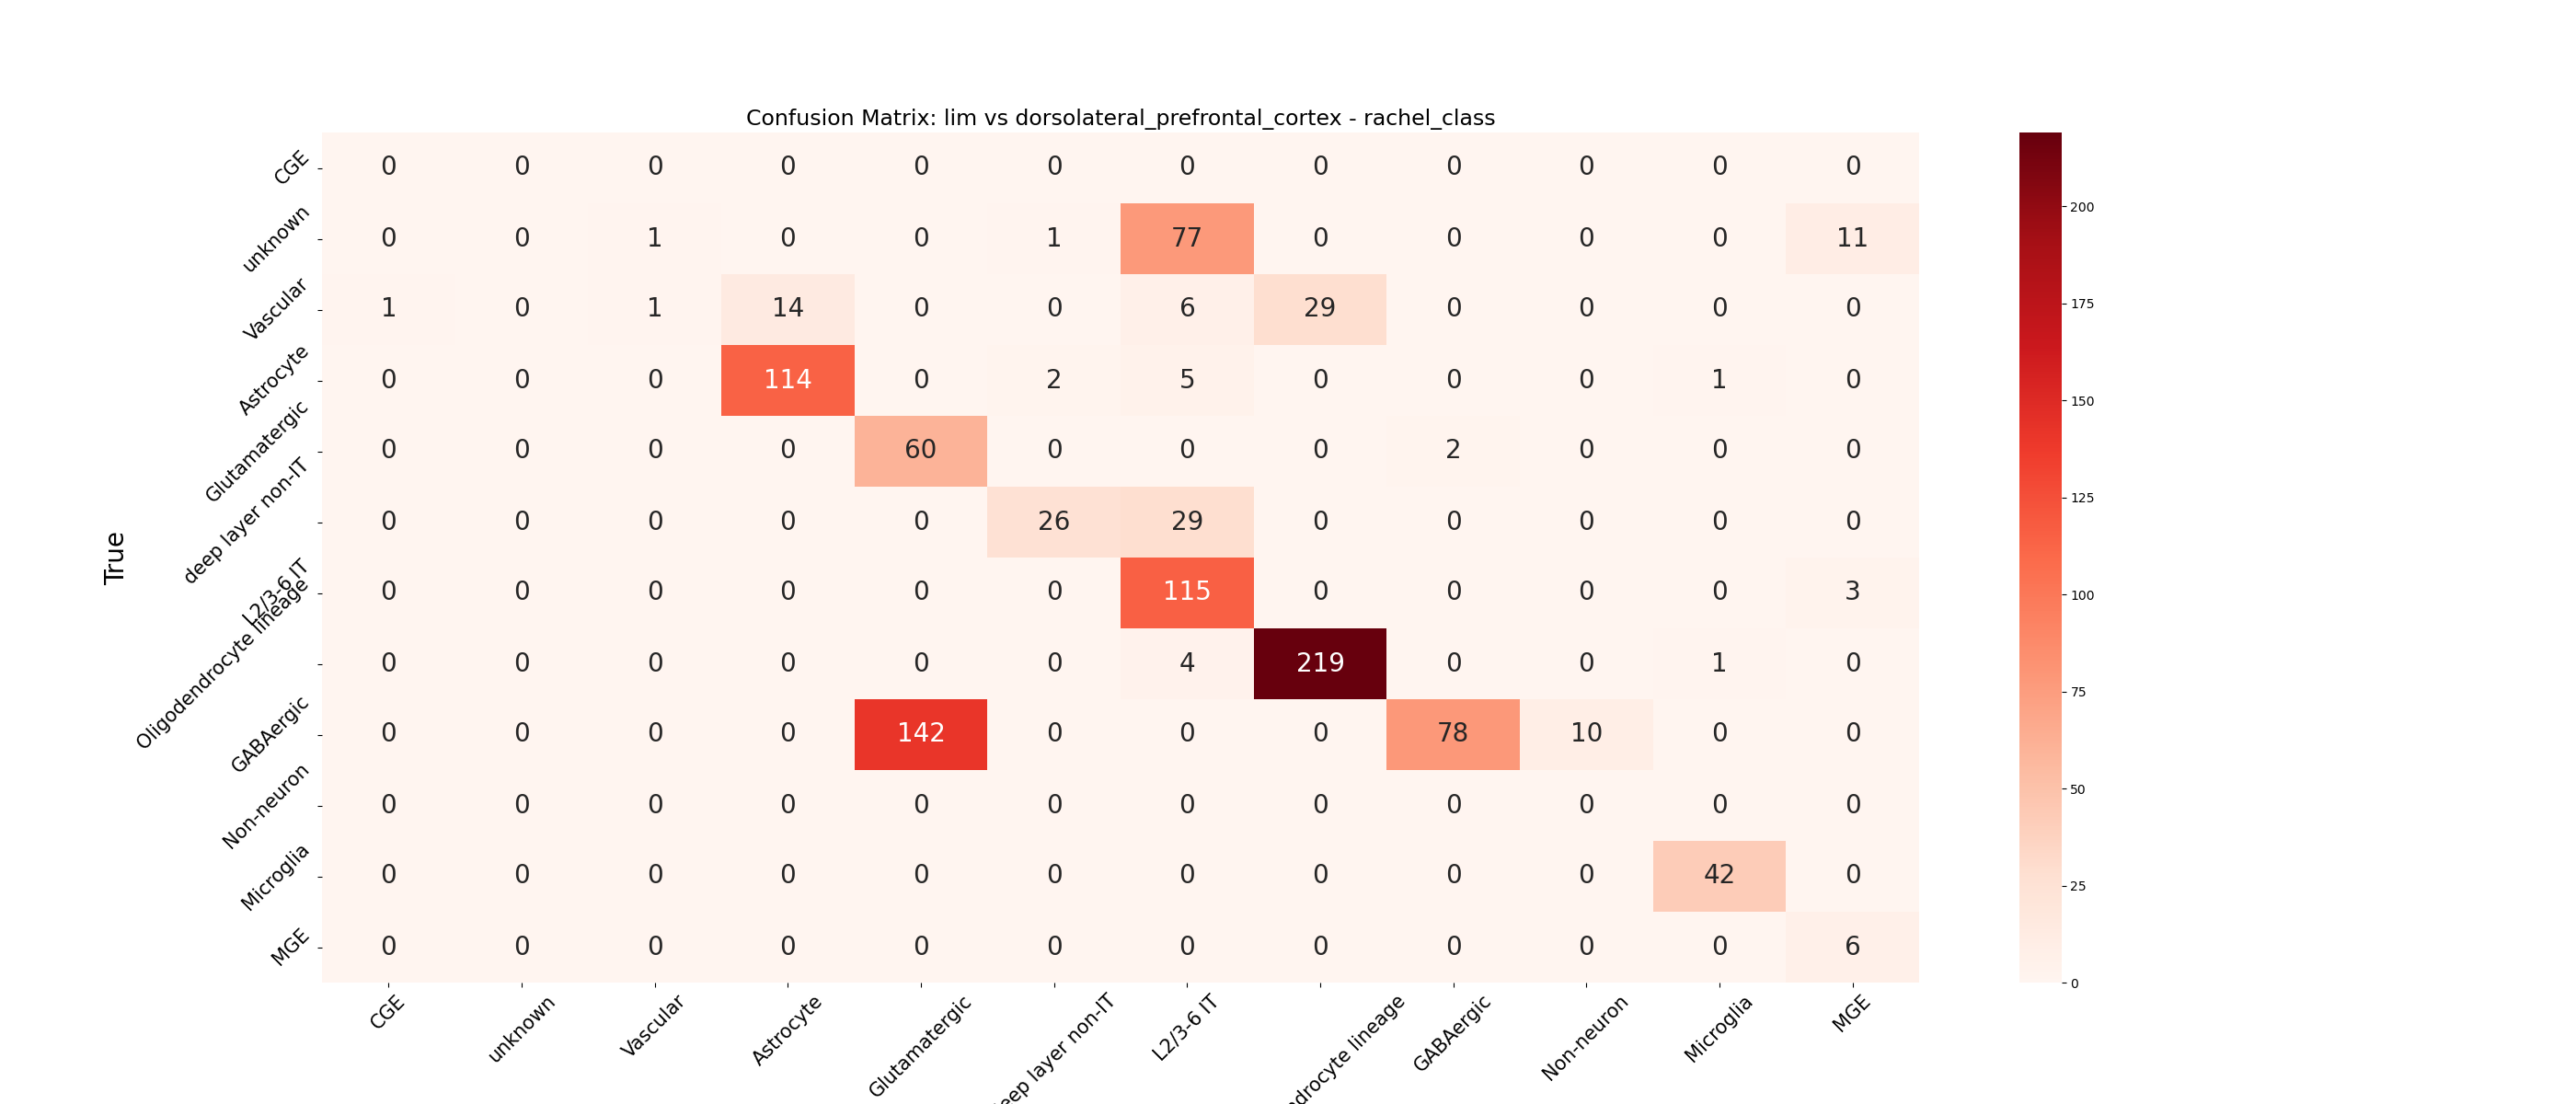 Confusion Matrix: lim vs dorsolateral_prefrontal_cortex - rachel_class
True
CGE 0 0 0 0 0 0 0 0 0 0 0 0
unknown 0 0 1 0 0 1 77 0 0 0 0 11
Vascular 1 0 1 14 0 0 6 29 0 0 0 0
Astrocyte 0 0 0 114 0 2 5 0 0 0 1 0
Glutamatergic 0 0 0 0 60 0 0 0 2 0 0 0
deep layer non-IT 0 0 0 0 0 26 29 0 0 0 0 0
L2/3-6 IT 0 0 0 0 0 0 115 0 0 0 0 3
Oligodendrocyte lineage 0 0 0 0 0 0 4 219 0 0 1 0
GABAergic 0 0 0 0 142 0 0 0 78 10 0 0
Non-neuron 0 0 0 0 0 0 0 0 0 0 0 0
Microglia 0 0 0 0 0 0 0 0 0 0 42 0
MGE 0 0 0 0 0 0 0 0 0 0 0 6
CGE unknown Vascular Astrocyte Glutamatergic eep layer non-IT L2/3-6 IT ndrocyte lineage GABAergic Non-neuron Microglia MGE
200
175
150
125
100
75
50
25
0